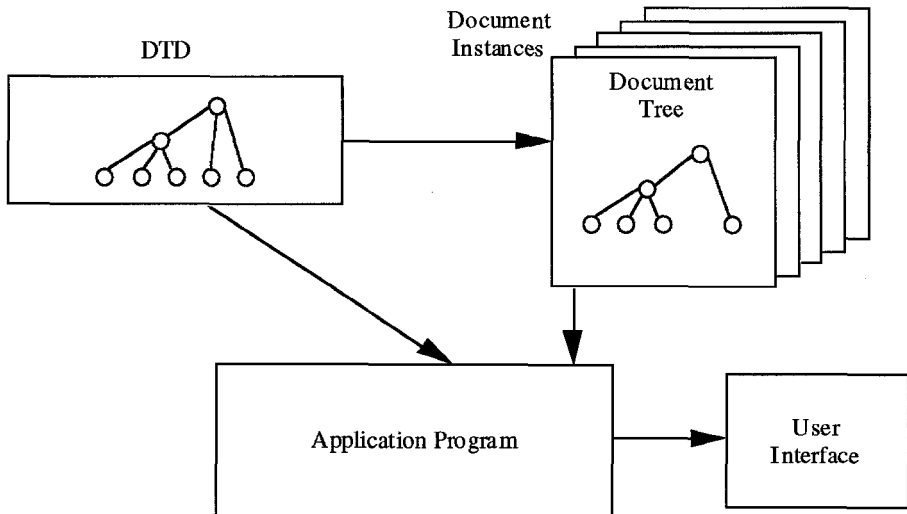 Document
Instances
DTD
Document
Tree
Application Program
User
Interface